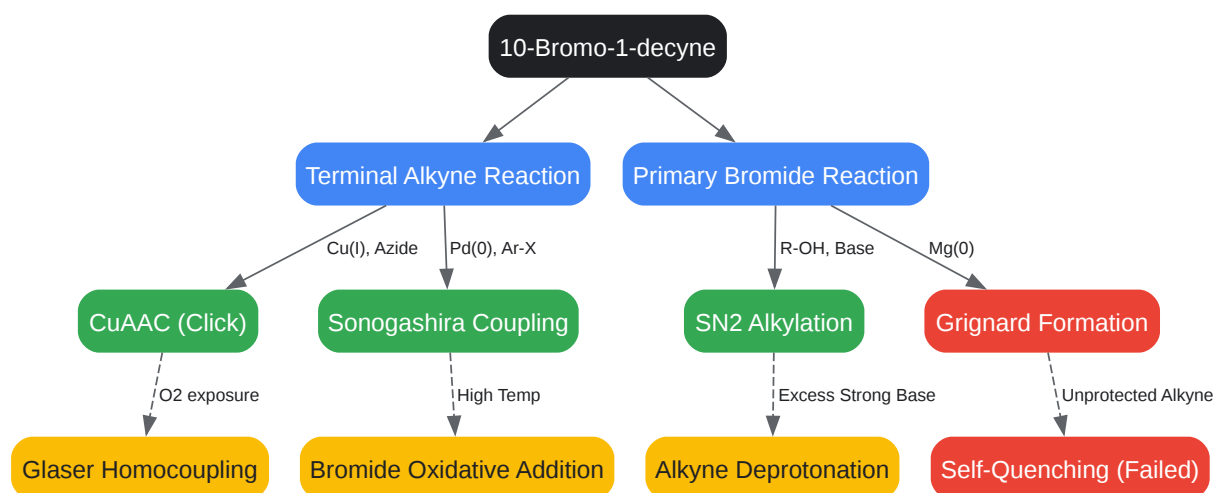 10-Bromo-1-decyne
Terminal Alkyne Reaction
Primary Bromide Reaction
Cu(I), Azide
Pd(0), Ar-X
R-OH, Base
Mg(0)
CuAAC (Click)
Sonogashira Coupling
SN2 Alkylation
Grignard Formation
O2 exposure
High Temp
Excess Strong Base
Unprotected Alkyne
Glaser Homocoupling
Bromide Oxidative Addition
Alkyne Deprotonation
Self-Quenching (Failed)